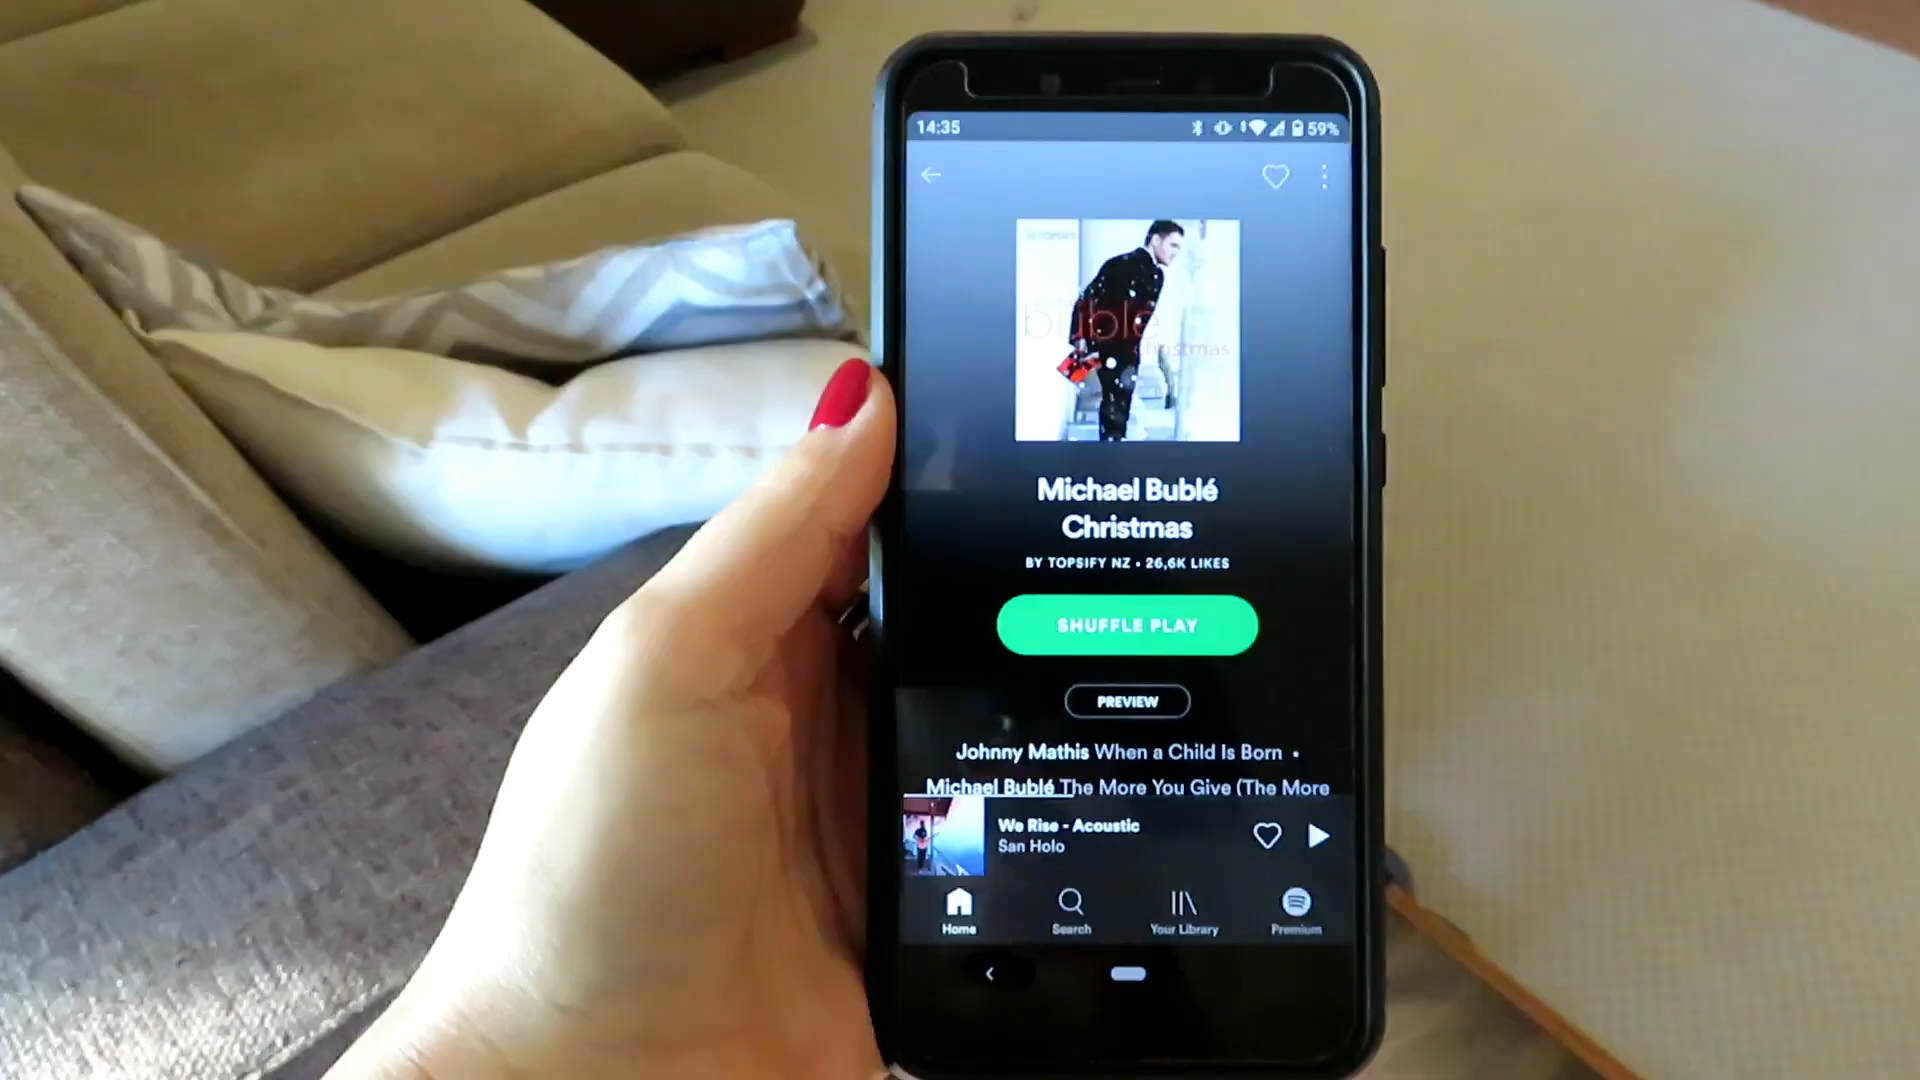 14:35
59%
bublé
christmas
Michael Bublé
Christmas
BY TOPSIFY NZ • 26,6K LIKES
SHUFFLE PLAY
PREVIEW
Johnny Mathis When a Child Is Born •
Michael Bublé The More You Give (The More
We Rise - Acoustic
San Holo
Home Search Your Library Premium